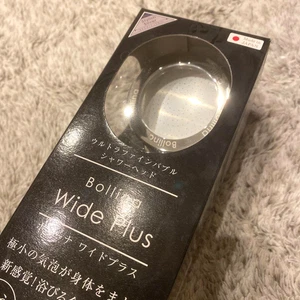 Bollina
ウルトラファインバブル
シャワーヘッド
Bollina
Wide Plus
ナ ワイドプラス
極小の気泡が身体をま
新感覚!浴びる